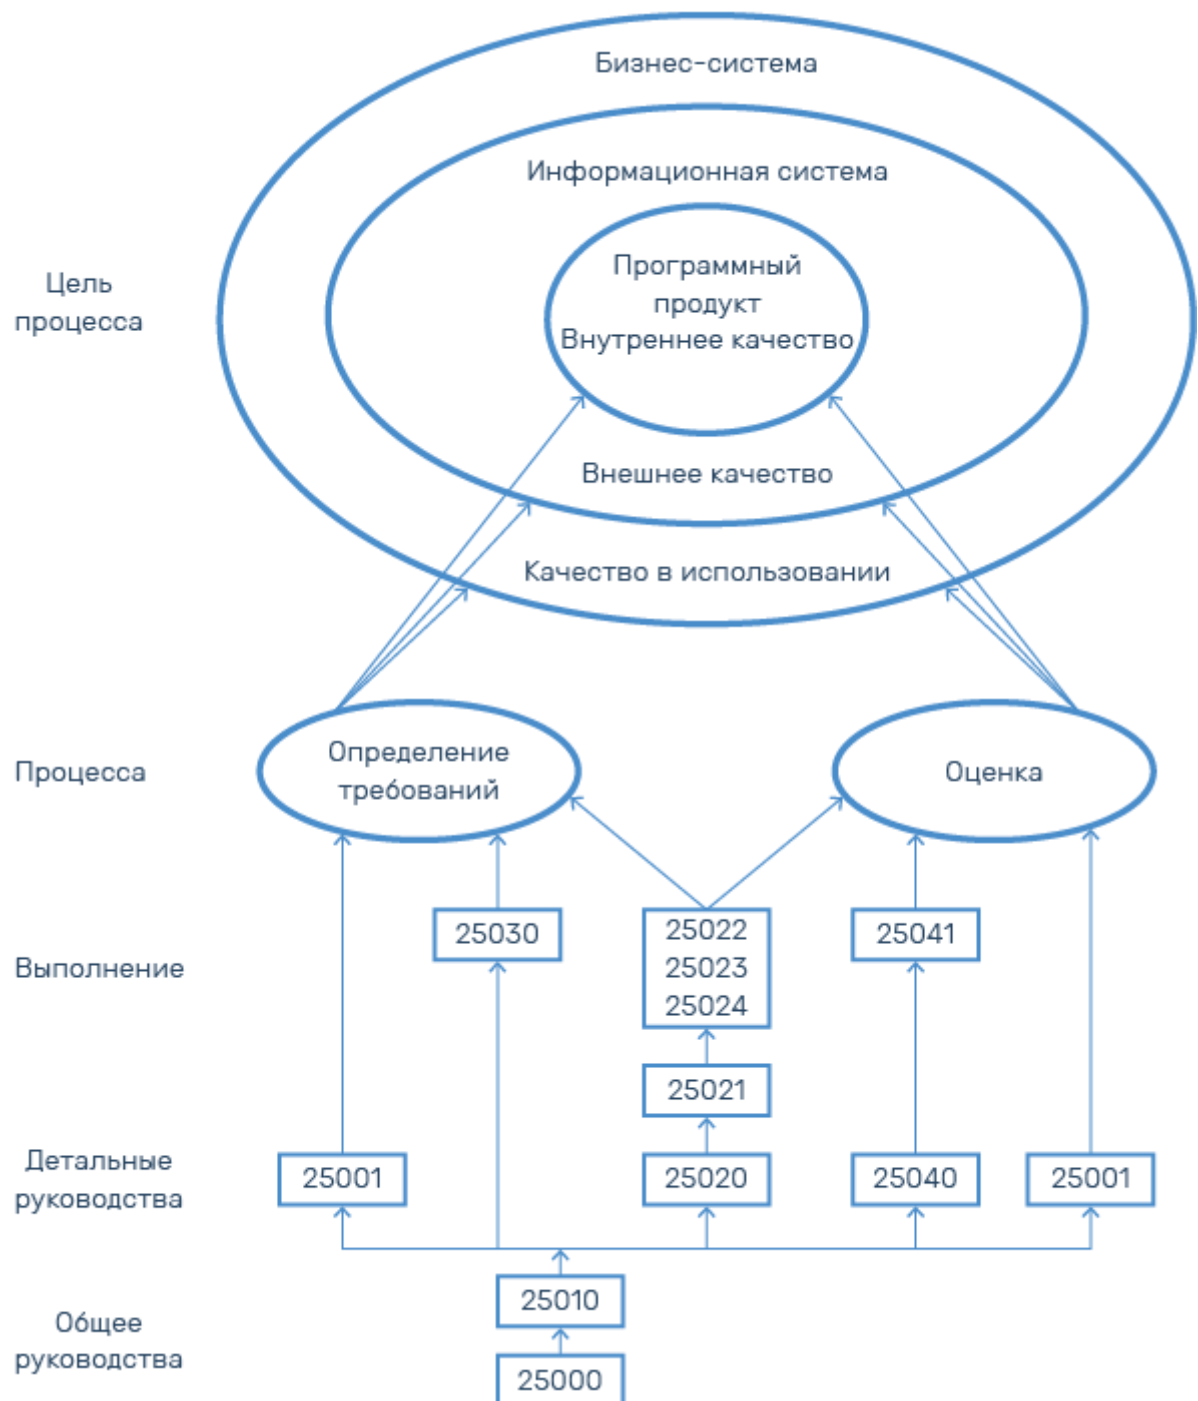 Бизнес-система
Информационная система
Программный
продукт
Внутреннее качество
Цель
процесса
Внешнее качество
Качество в использовании
Процесса
Определение
требований
Оценка
Выполнение
25030
25022
25023
25024
25041
25021
Детальные
руководства
25001
25020
25040
25001
Общее
руководства
25010
25000